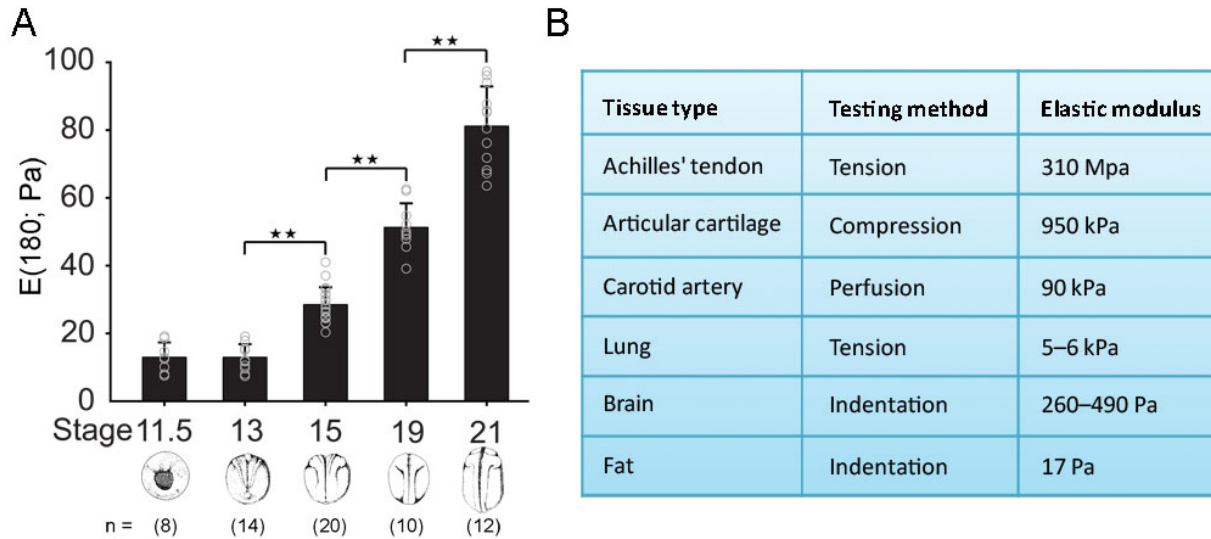 A
E(180; Pa)
100
80
60
40
20
0
★★
★★
★★
Stage 11.5 13 15 19 21
n = (8) (14) (20) (10) (12)
B
Tissue type Testing method Elastic modulus
Achilles' tendon Tension 310 Mpa
Articular cartilage Compression 950 kPa
Carotid artery Perfusion 90 kPa
Lung Tension 5–6 kPa
Brain Indentation 260–490 Pa
Fat Indentation 17 Pa